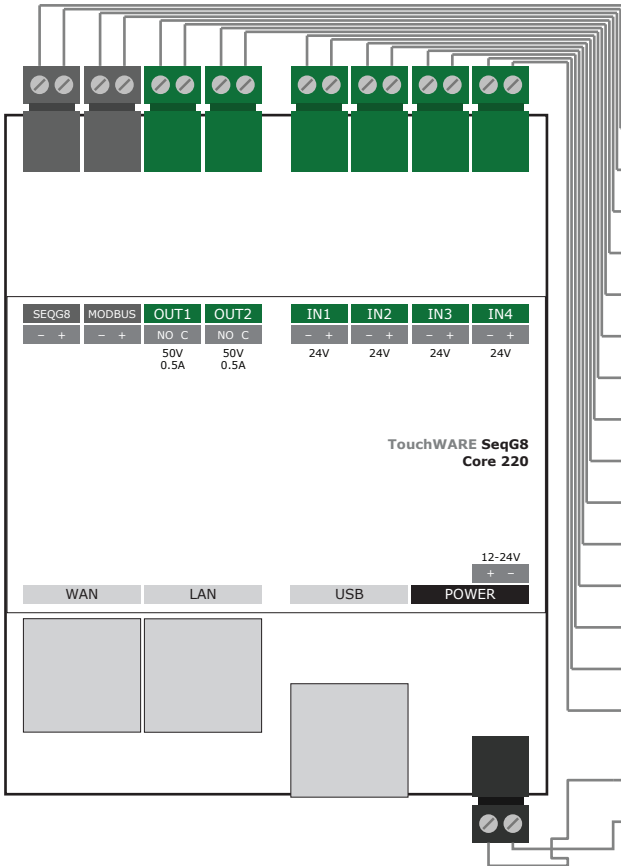 SEQG8 MODBUS OUT1 OUT2 IN1 IN2 IN3 IN4
– + – + NO C NO C – + – + – + – +
50V 50V 24V 24V 24V 24V
0.5A 0.5A
TouchWARE SeqG8
Core 220
12-24V
+ –
WAN LAN USB POWER